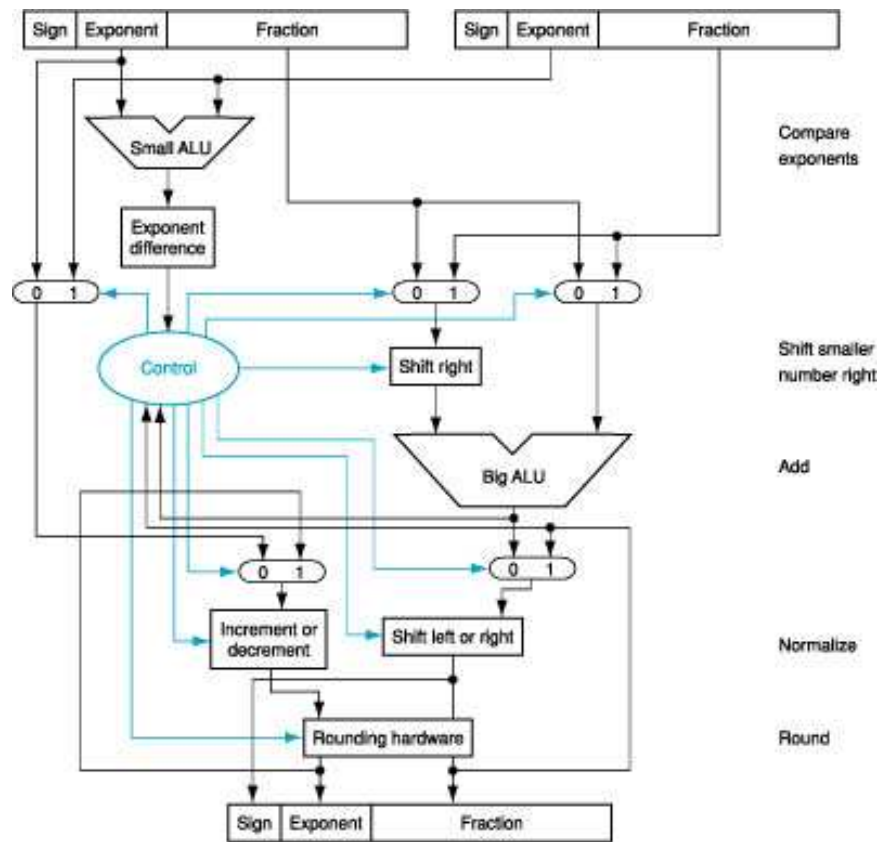 Sign Exponent Fraction Sign Exponent Fraction
Small ALU
Compare
exponents
Exponent
difference
0 1 0 1 0 1
Control
Shift right
Shift smaller
number right
Big ALU
Add
0 1 0 1
Increment or
decrement
Shift left or right
Normalize
Rounding hardware
Round
Sign Exponent Fraction